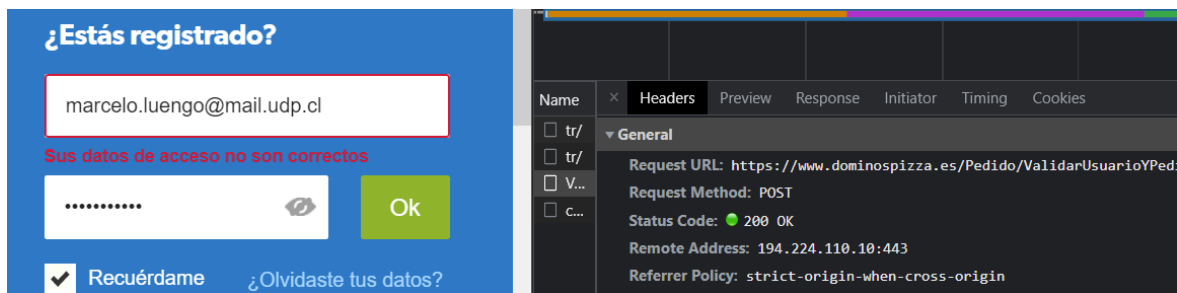 ¿Estás registrado?
marcelo.luengo@mail.udp.cl
Sus datos de acceso no son correctos
•••••••••••
Ok
Recuérdame
¿Olvidaste tus datos?
Name
× Headers Preview Response Initiator Timing Cookies
tr/
tr/
V...
c...
▾ General
Request URL: https://www.dominospizza.es/Pedido/ValidarUsuarioYPedi
Request Method: POST
Status Code: 200 OK
Remote Address: 194.224.110.10:443
Referrer Policy: strict-origin-when-cross-origin